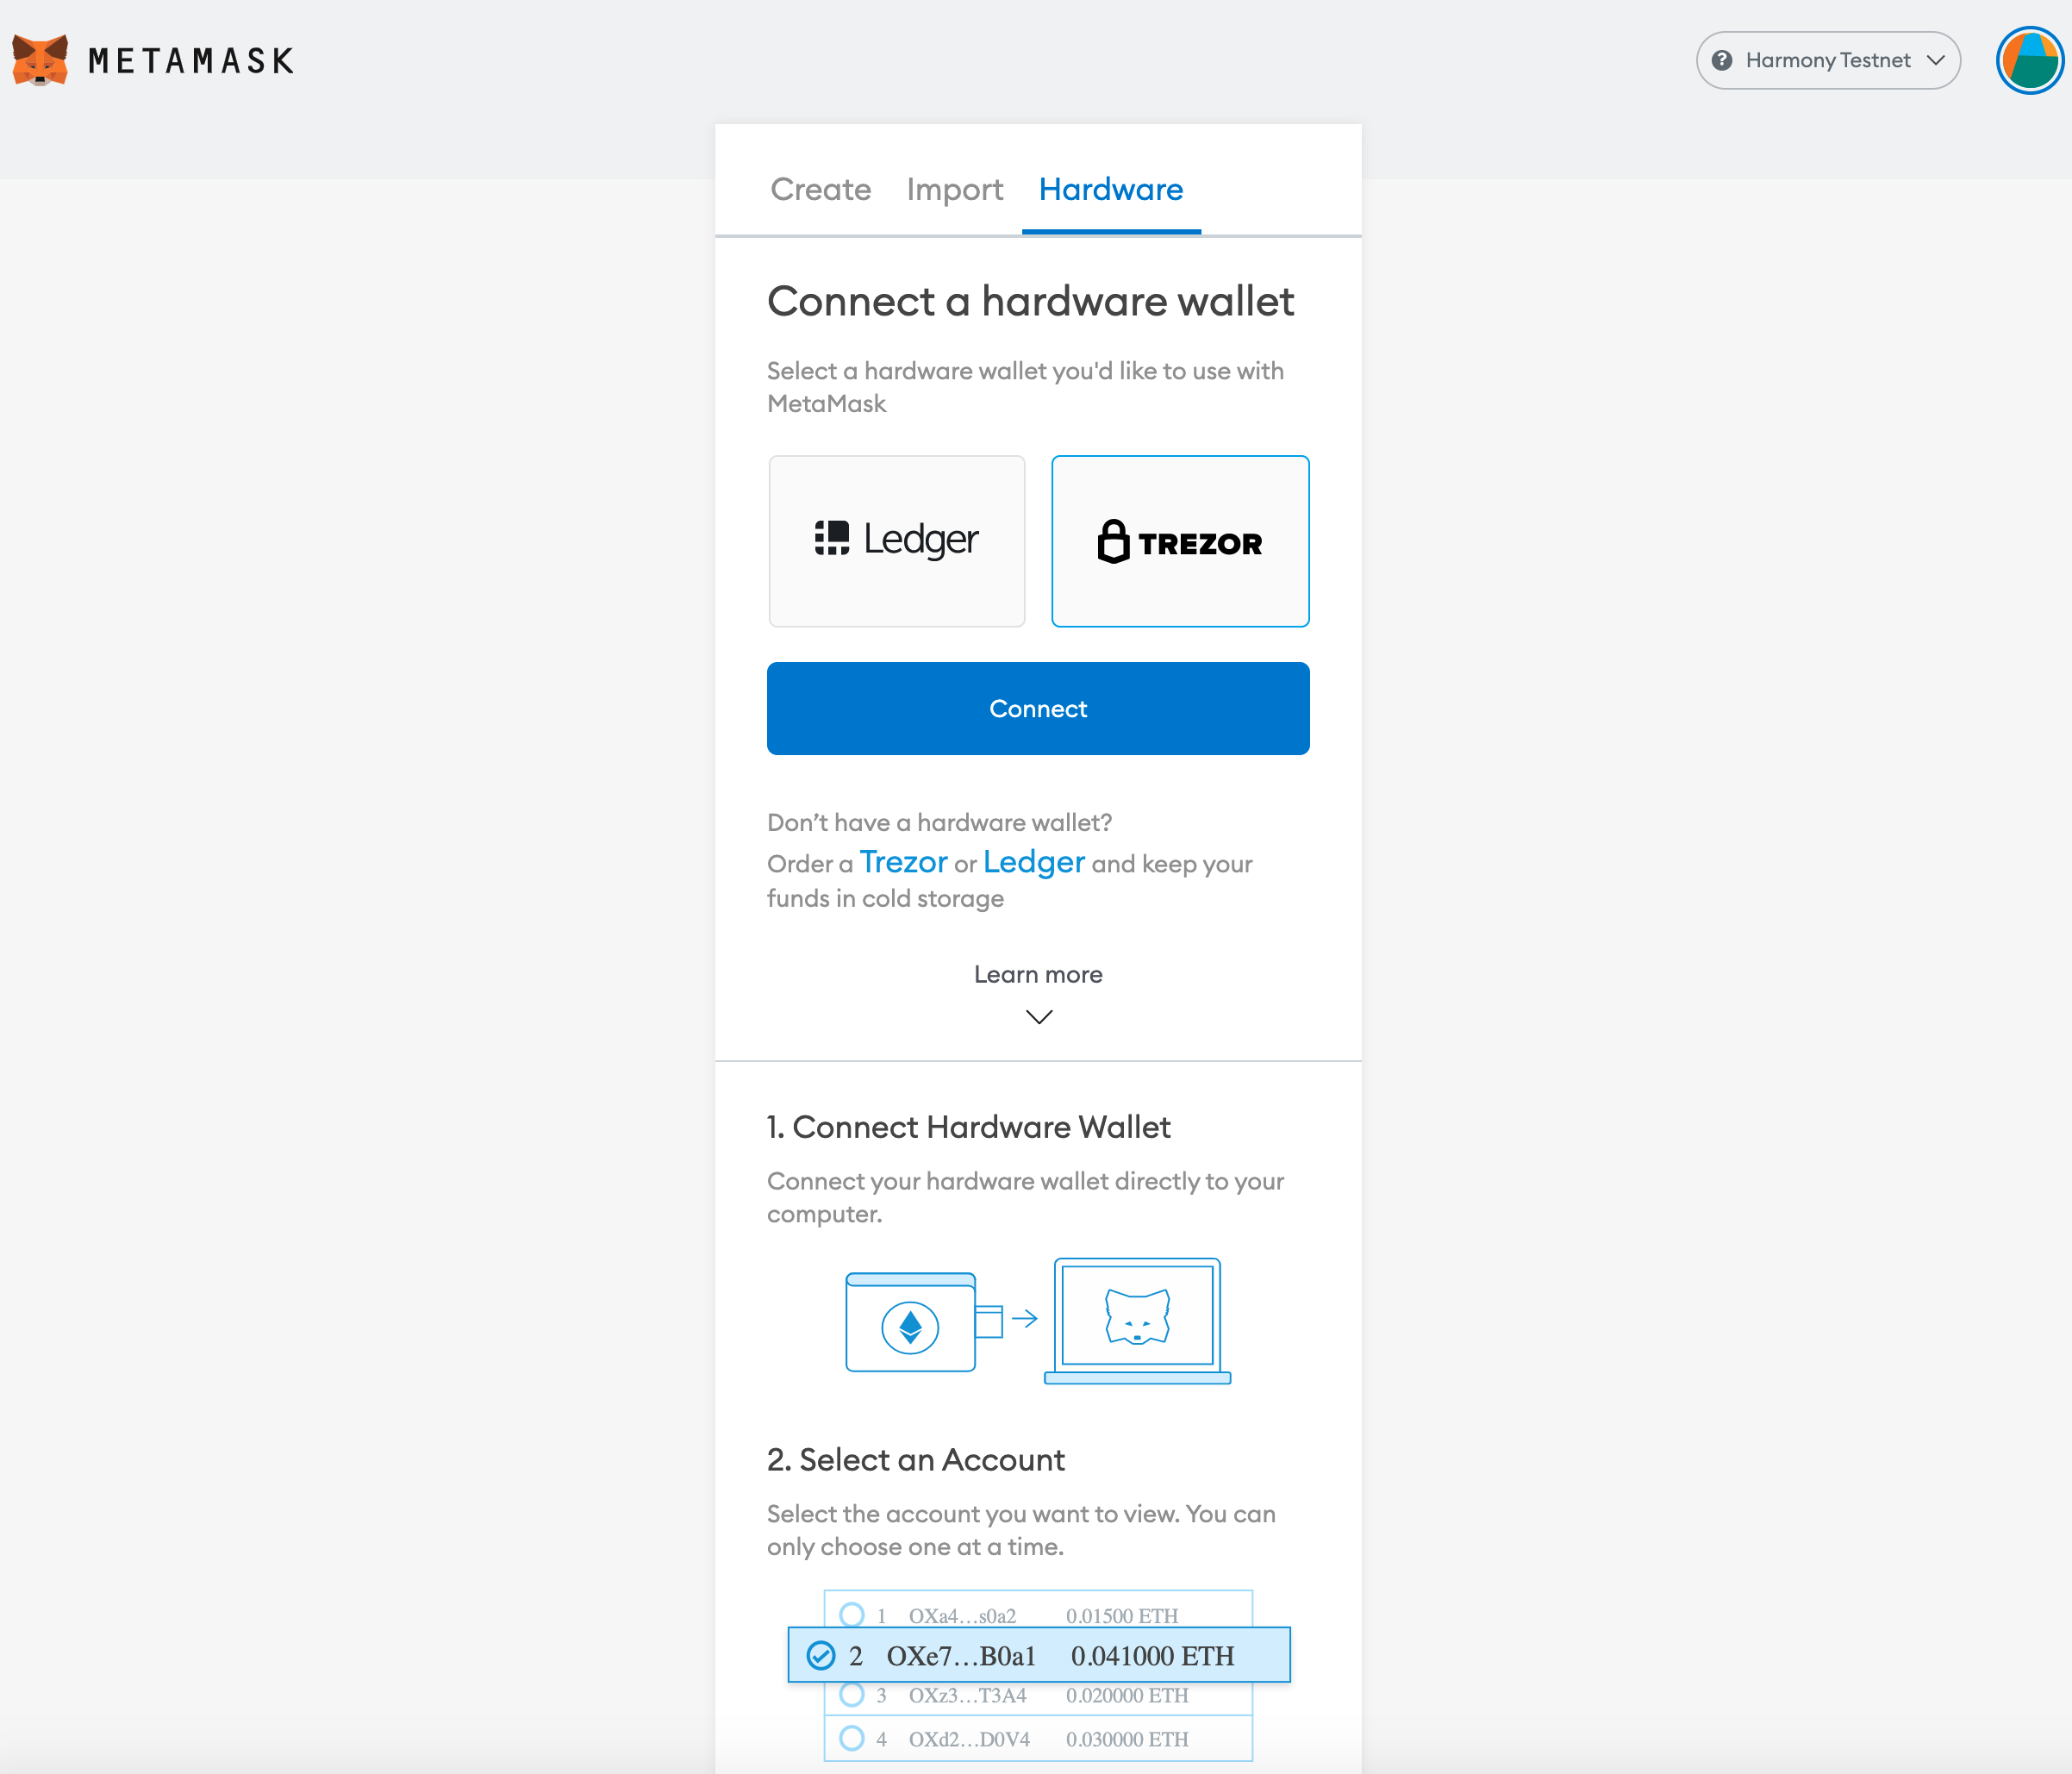 METAMASK
Harmony Testnet
Create Import Hardware
Connect a hardware wallet
Select a hardware wallet you'd like to use with
MetaMask
Ledger
TREZOR
Connect
Don’t have a hardware wallet?
Order a Trezor or Ledger and keep your
funds in cold storage
Learn more
1. Connect Hardware Wallet
Connect your hardware wallet directly to your
computer.
2. Select an Account
Select the account you want to view. You can
only choose one at a time.
1 OXa4...s0a2 0.01500 ETH
2 OXe7...B0a1 0.041000 ETH
3 OXz3...T3A4 0.020000 ETH
4 OXd2...D0V4 0.030000 ETH